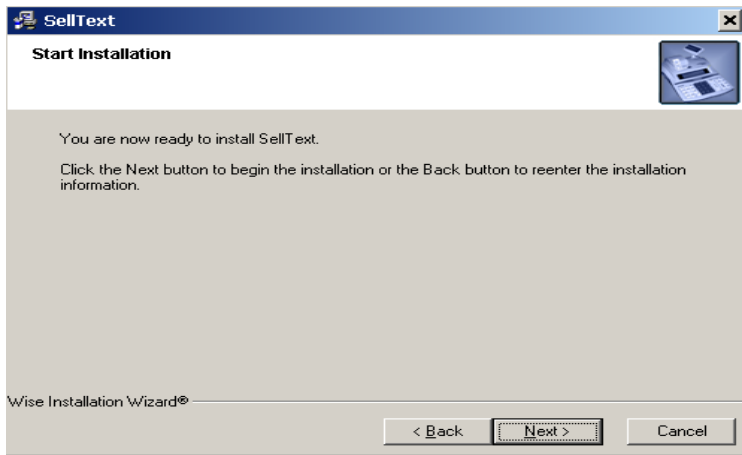 SellText
Start Installation
You are now ready to install SellText.
Click the Next button to begin the installation or the Back button to reenter the installation
information.
Wise Installation Wizard®
< Back
Next >
Cancel